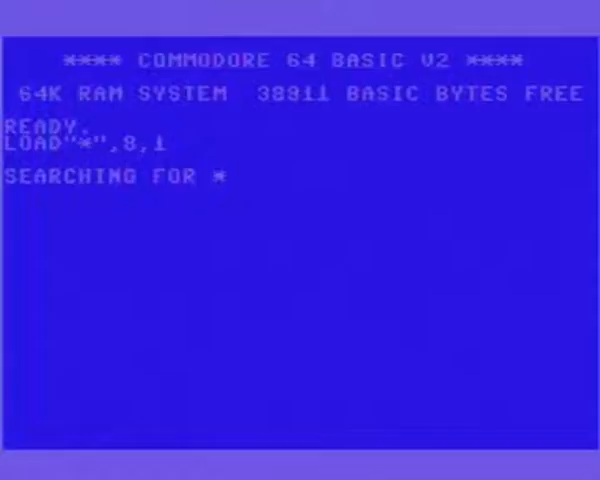 **** COMMODORE 64 BASIC V2 ****
64K RAM SYSTEM  38911 BASIC BYTES FREE
READY.
LOAD"*",8,1
SEARCHING FOR *